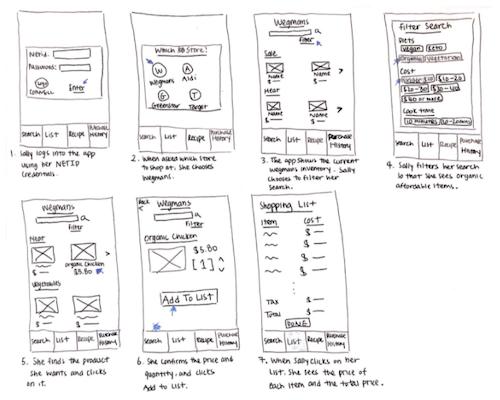 NetID:
Password:
CORNELL
Enter
Search List Recipe Purchase History
1. Sally logs into the app
using her NETID
Credentials.
Which Store?
W A
Wegmans Aldi
G T
Greenstar Target
Search List Recipe Purchase History
2. When asked which store
to shop at. She chooses
Wegmans.
Wegmans
Filter
Sale
Name Name
$ — $ —
Meat
Name Name
Search List Recipe Purchase History
3. The app shows the current
wegmans inventory. Sally
chooses to filter her
search.
Filter Search
Diets
Vegan Keto
Organic Vegetarian
Cost
$10-20
$20-30 $30-40
$40 or more
Cook time
10 minutes 10-20mins
Search List Recipe Purchase History
4. Sally filters her search
so that she sees organic
affordable items.
Wegmans
Filter
Meat
Organic Chicken
$ — $5.80
Vegetables
$ — $ —
Search List Recipe Purchase History
5. She finds the product
she wants and clicks
on it.
Back
Wegmans
Filter
Organic Chicken
$5.80
[1]
Add To List
Search List Recipe Purchase History
6. She confirms the price and
quantity, and clicks
Add to List.
Shopping List
Item Cost
$ —
$ —
$ —
$ —
Tax $ —
Total $ —
DONE
Search List Recipe Purchase History
7. When Sally clicks on her
list. She sees the price of
each item and the total price.